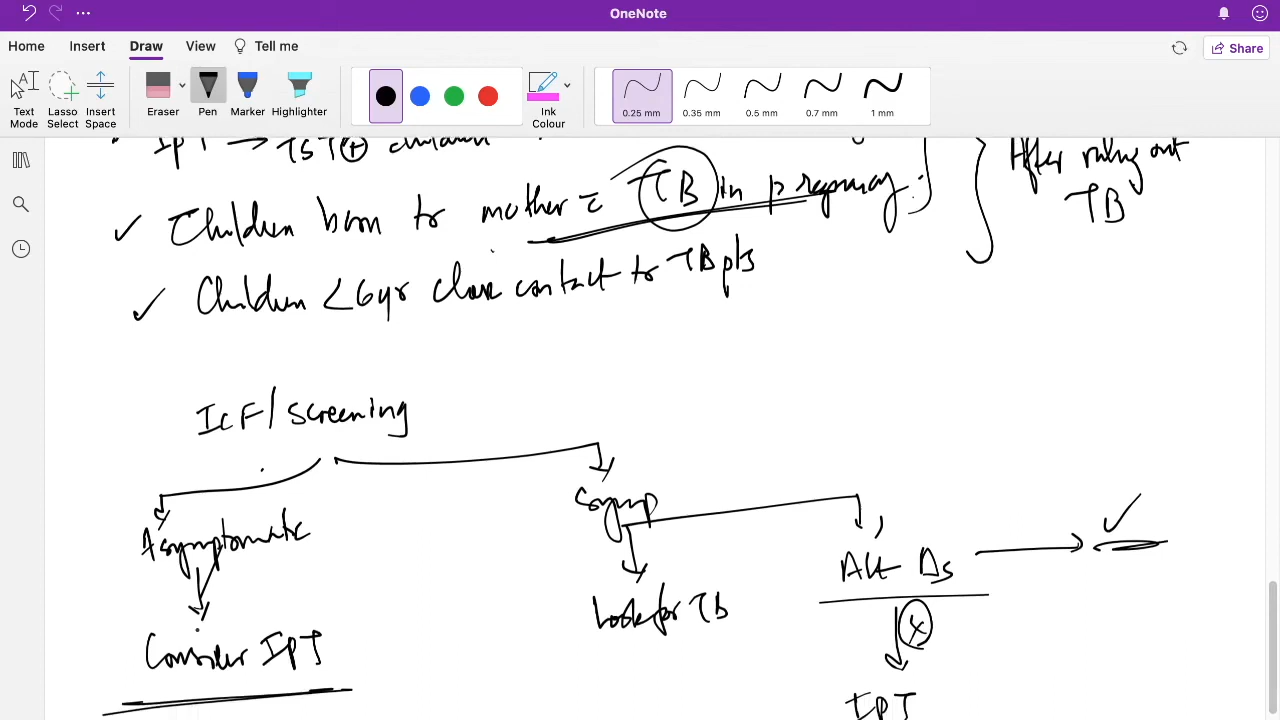 OneNote
Home Insert Draw View Tell me Share
Text Mode
Lasso Select
Insert Space
Eraser
Pen
Marker
Highlighter
Ink Colour
0.25 mm 0.35 mm 0.5 mm 0.7 mm 1 mm
IPT → TST + children
After ruling out TB
✓ Children born to mother c TB in pregnancy
✓ Children <6yr close contact to TB pts
ICF/screening
Asymptomatic
Symp
Consider IPT
Look for TB
Alt Ds → ✓
x
IPT